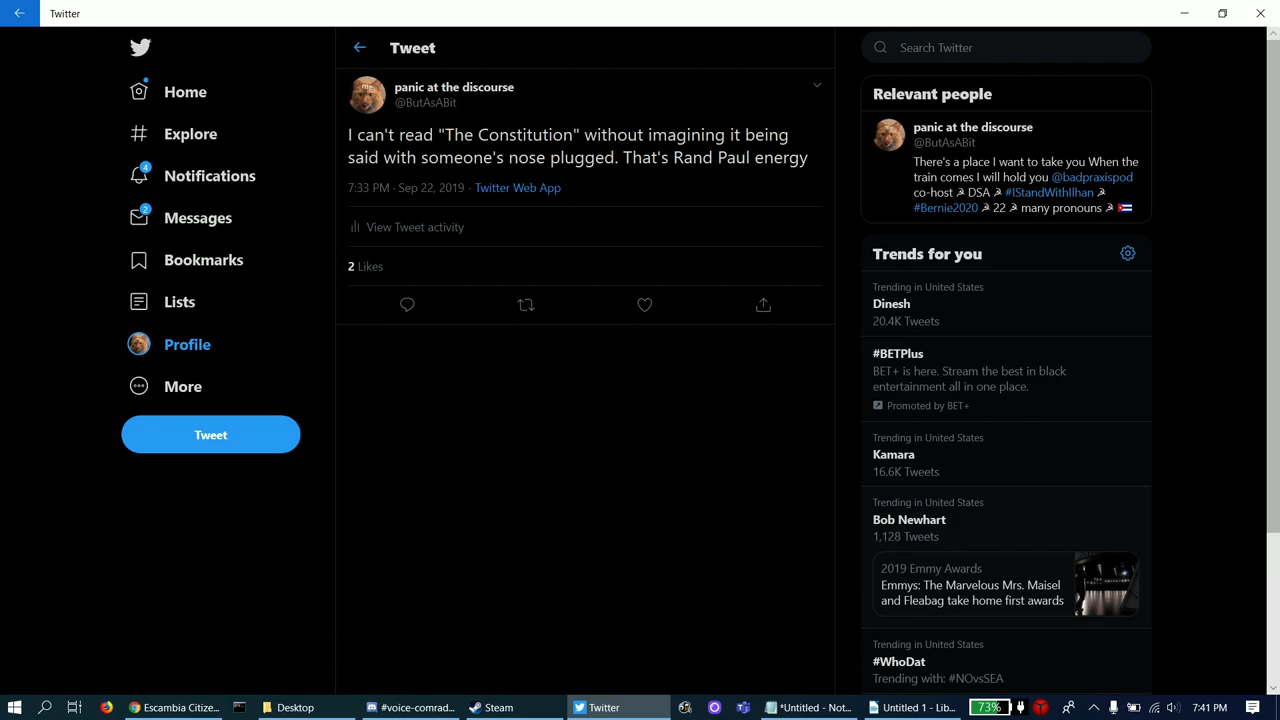 Twitter
Home
Explore
4
Notifications
2
Messages
Bookmarks
Lists
Profile
More
Tweet
Tweet
me
panic at the discourse
@ButAsABit
I can't read "The Constitution" without imagining it being
said with someone's nose plugged. That's Rand Paul energy
7:33 PM · Sep 22, 2019 · Twitter Web App
View Tweet activity
2 Likes
Search Twitter
Relevant people
panic at the discourse
@ButAsABit
There's a place I want to take you When the
train comes I will hold you @badpraxispod
co-host ☭ DSA ☭ #IStandWithIlhan ☭
#Bernie2020 ☭ 22 ☭ many pronouns ☭ 🇨🇺
Trends for you
Trending in United States
Dinesh
20.4K Tweets
#BETPlus
BET+ is here. Stream the best in black
entertainment all in one place.
Promoted by BET+
Trending in United States
Kamara
16.6K Tweets
Trending in United States
Bob Newhart
1,128 Tweets
2019 Emmy Awards
Emmys: The Marvelous Mrs. Maisel
and Fleabag take home first awards
Trending in United States
#WhoDat
Trending with: #NOvsSEA
Escambia Citize... Desktop #voice-comrad... Steam Twitter *Untitled - Not... Untitled 1 - Lib... 73% 7:41 PM